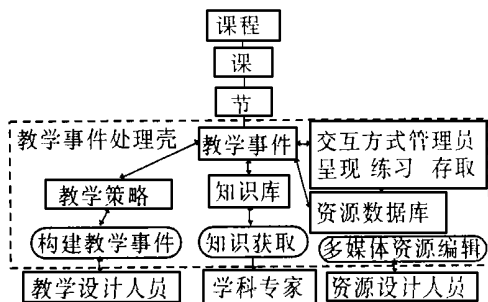 课程
课
节
教学事件处理壳
教学事件
交互方式管理员
呈现 练习 存取
教学策略
知识库
资源数据库
构建教学事件
知识获取
多媒体资源编辑
教学设计人员
学科专家
资源设计人员